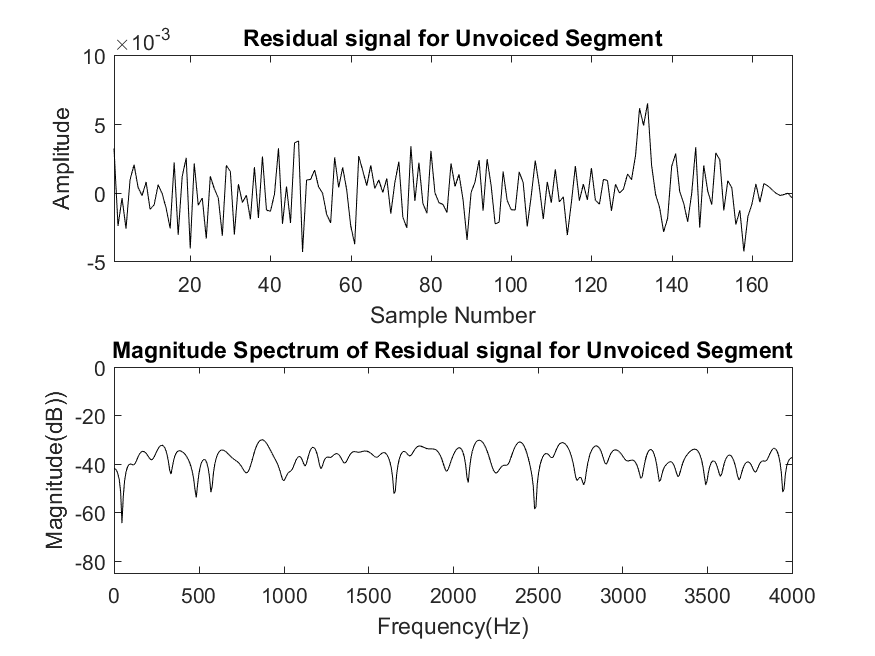 ×10-3
Residual signal for Unvoiced Segment
10
5
0
-5
Amplitude
20 40 60 80 100 120 140 160
Sample Number
Magnitude Spectrum of Residual signal for Unvoiced Segment
0
-20
-40
-60
-80
Magnitude(dB))
0 500 1000 1500 2000 2500 3000 3500 4000
Frequency(Hz)